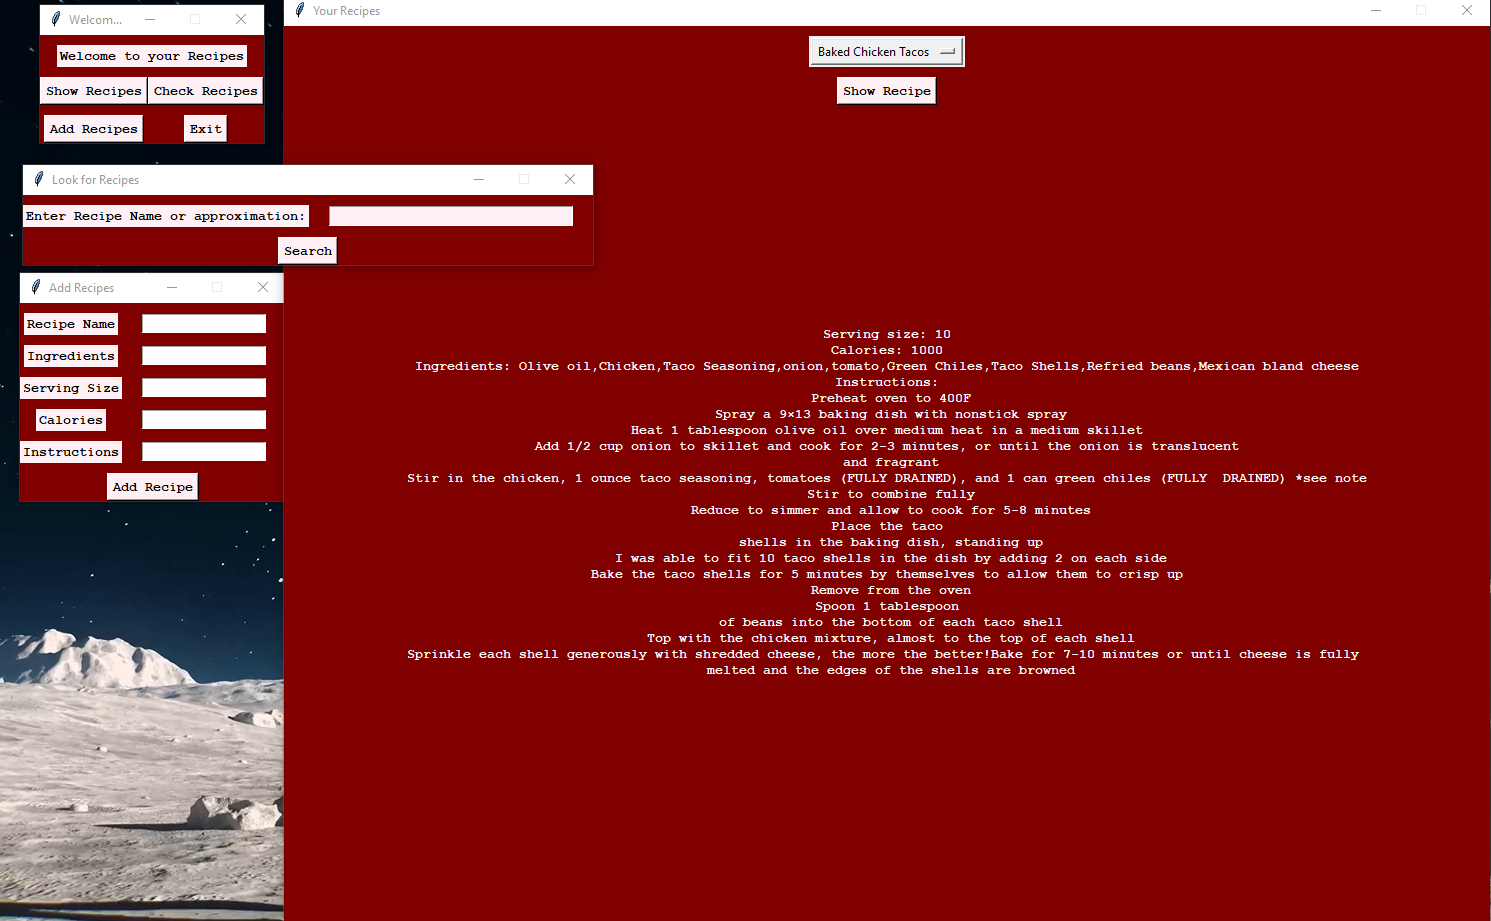 Welcom...
Welcome to your Recipes
Show Recipes
Check Recipes
Add Recipes
Exit
Look for Recipes
Enter Recipe Name or approximation:
Search
Add Recipes
Recipe Name
Ingredients
Serving Size
Calories
Instructions
Add Recipe
Your Recipes
Baked Chicken Tacos
Show Recipe
Serving size: 10
Calories: 1000
Ingredients: Olive oil,Chicken,Taco Seasoning,onion,tomato,Green Chiles,Taco Shells,Refried beans,Mexican bland cheese
Instructions:
Preheat oven to 400F
Spray a 9×13 baking dish with nonstick spray
Heat 1 tablespoon olive oil over medium heat in a medium skillet
Add 1/2 cup onion to skillet and cook for 2-3 minutes, or until the onion is translucent
and fragrant
Stir in the chicken, 1 ounce taco seasoning, tomatoes (FULLY DRAINED), and 1 can green chiles (FULLY  DRAINED) *see note
Stir to combine fully
Reduce to simmer and allow to cook for 5-8 minutes
Place the taco
shells in the baking dish, standing up
I was able to fit 10 taco shells in the dish by adding 2 on each side
Bake the taco shells for 5 minutes by themselves to allow them to crisp up
Remove from the oven
Spoon 1 tablespoon
of beans into the bottom of each taco shell
Top with the chicken mixture, almost to the top of each shell
Sprinkle each shell generously with shredded cheese, the more the better!Bake for 7-10 minutes or until cheese is fully
melted and the edges of the shells are browned